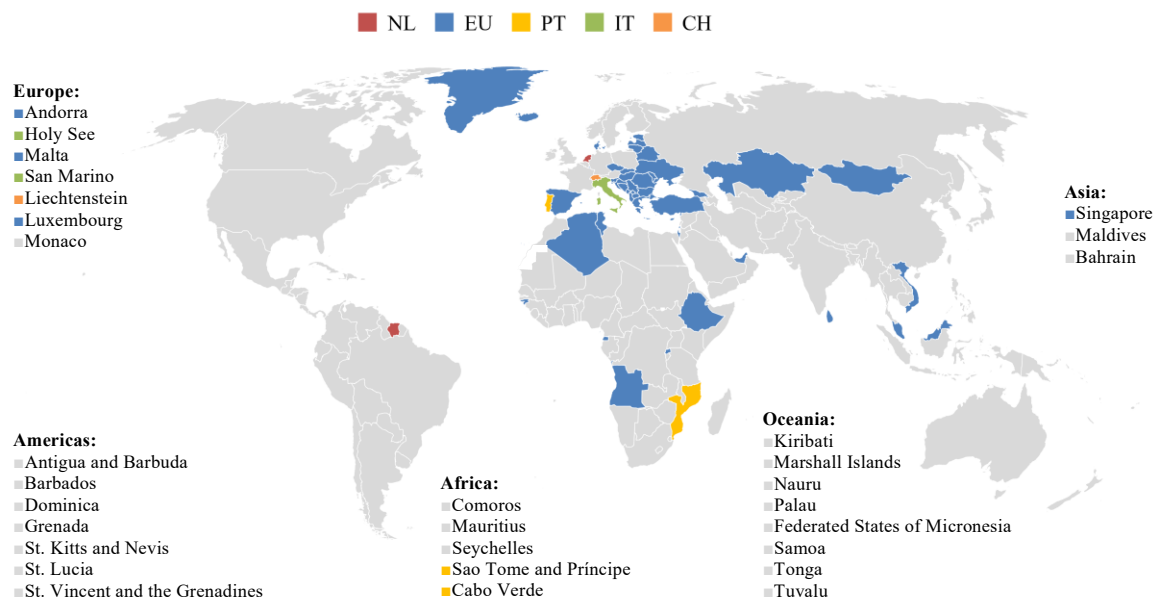 NL EU PT IT CH
Europe:
Andorra
Holy See
Malta
San Marino
Liechtenstein
Luxembourg
Monaco
Asia:
Singapore
Maldives
Bahrain
Americas:
Antigua and Barbuda
Barbados
Dominica
Grenada
St. Kitts and Nevis
St. Lucia
St. Vincent and the Grenadines
Africa:
Comoros
Mauritius
Seychelles
Sao Tome and Príncipe
Cabo Verde
Oceania:
Kiribati
Marshall Islands
Nauru
Palau
Federated States of Micronesia
Samoa
Tonga
Tuvalu